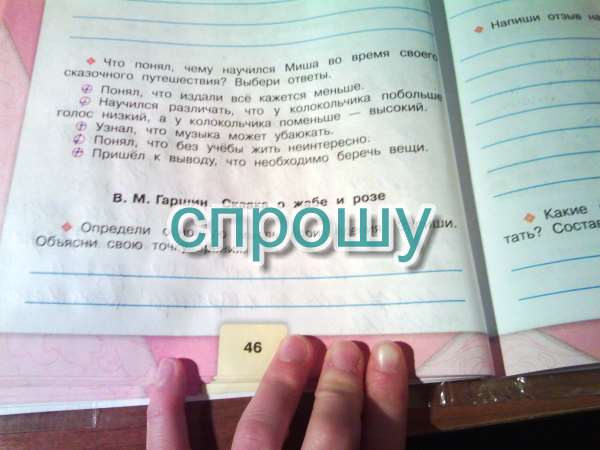 Что понял, чему научился Миша во время своего
сказочного путешествия? Выбери ответы.
Понял, что издали всё кажется меньше.
Научился различать, что у колокольчика побольше
голос низкий, а у колокольчика поменьше — высокий.
Узнал, что музыка может убаюкать.
Понял, что без учёбы жить неинтересно.
Пришёл к выводу, что необходимо беречь вещи.
В. М. Гаршин. Сказка о жабе и розе
спрошу
Определи
Объясни свою
46
Напиши отзыв на
Какие
тать? Состав